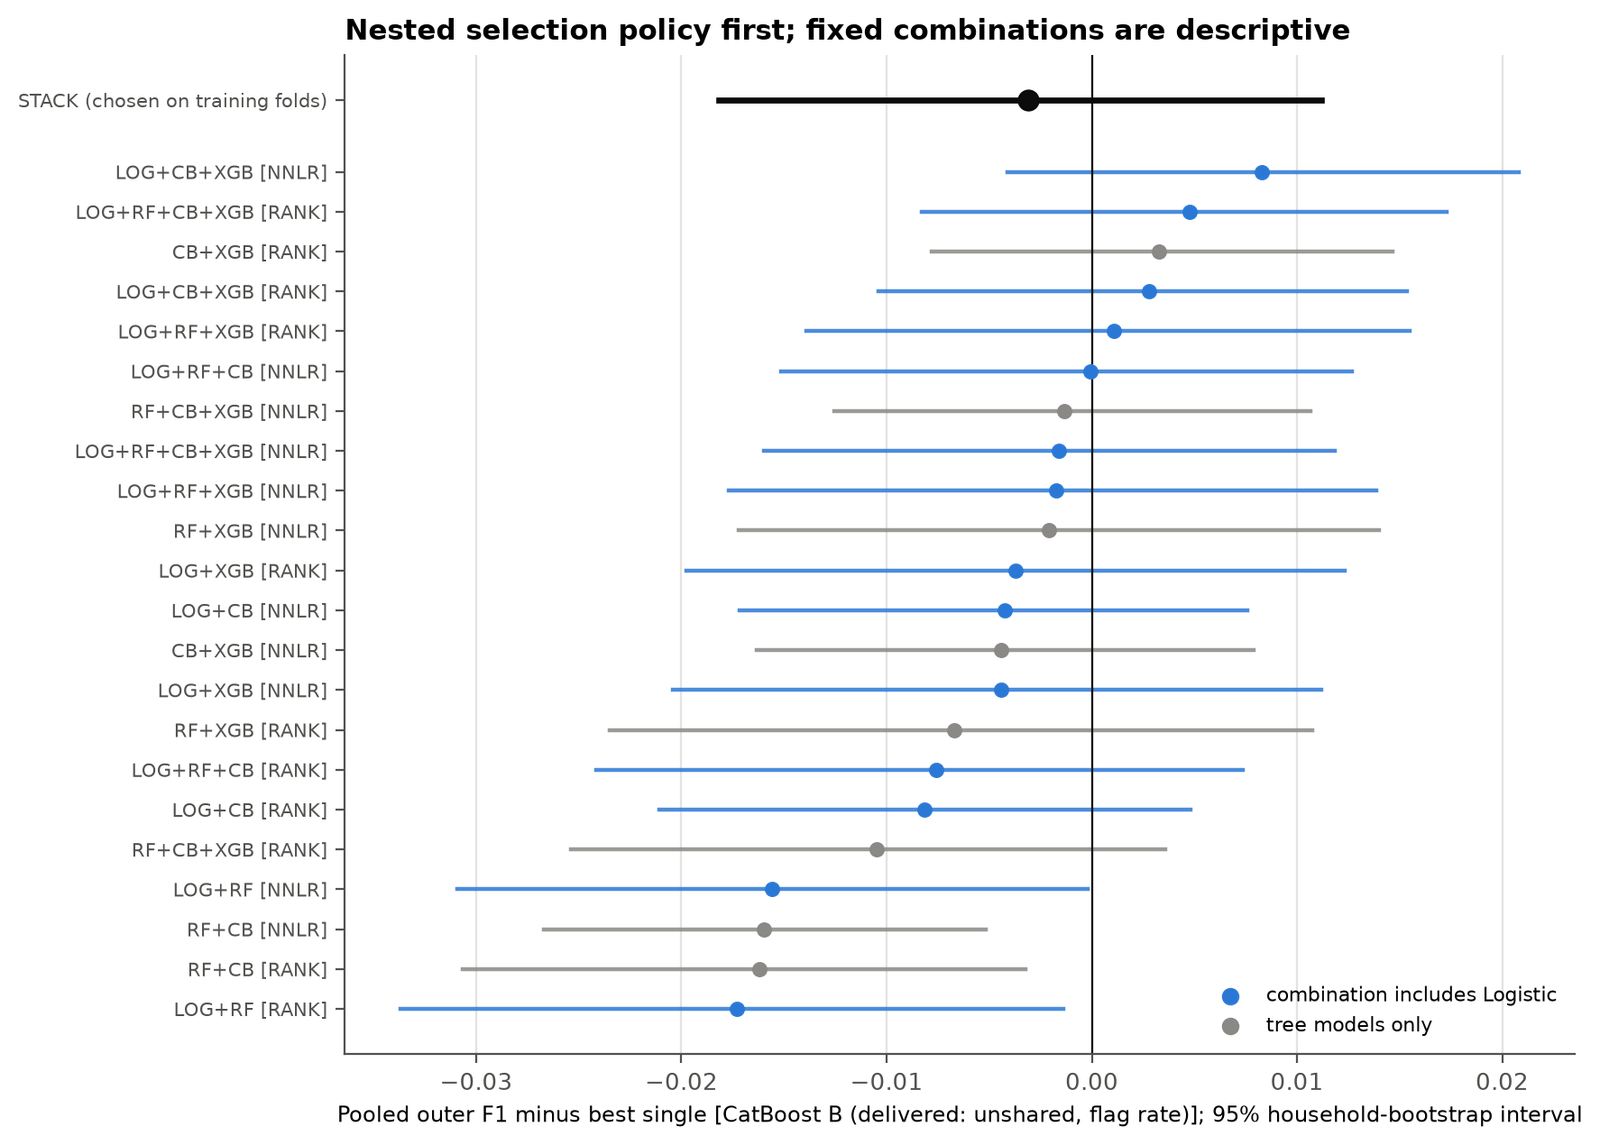 Nested selection policy first; fixed combinations are descriptive
STACK (chosen on training folds)
LOG+CB+XGB [NNLR]
LOG+RF+CB+XGB [RANK]
CB+XGB [RANK]
LOG+CB+XGB [RANK]
LOG+RF+XGB [RANK]
LOG+RF+CB [NNLR]
RF+CB+XGB [NNLR]
LOG+RF+CB+XGB [NNLR]
LOG+RF+XGB [NNLR]
RF+XGB [NNLR]
LOG+XGB [RANK]
LOG+CB [NNLR]
CB+XGB [NNLR]
LOG+XGB [NNLR]
RF+XGB [RANK]
LOG+RF+CB [RANK]
LOG+CB [RANK]
RF+CB+XGB [RANK]
LOG+RF [NNLR]
RF+CB [NNLR]
RF+CB [RANK]
LOG+RF [RANK]
combination includes Logistic
tree models only
−0.03 −0.02 −0.01 0.00 0.01 0.02
Pooled outer F1 minus best single [CatBoost B (delivered: unshared, flag rate)]; 95% household-bootstrap interval